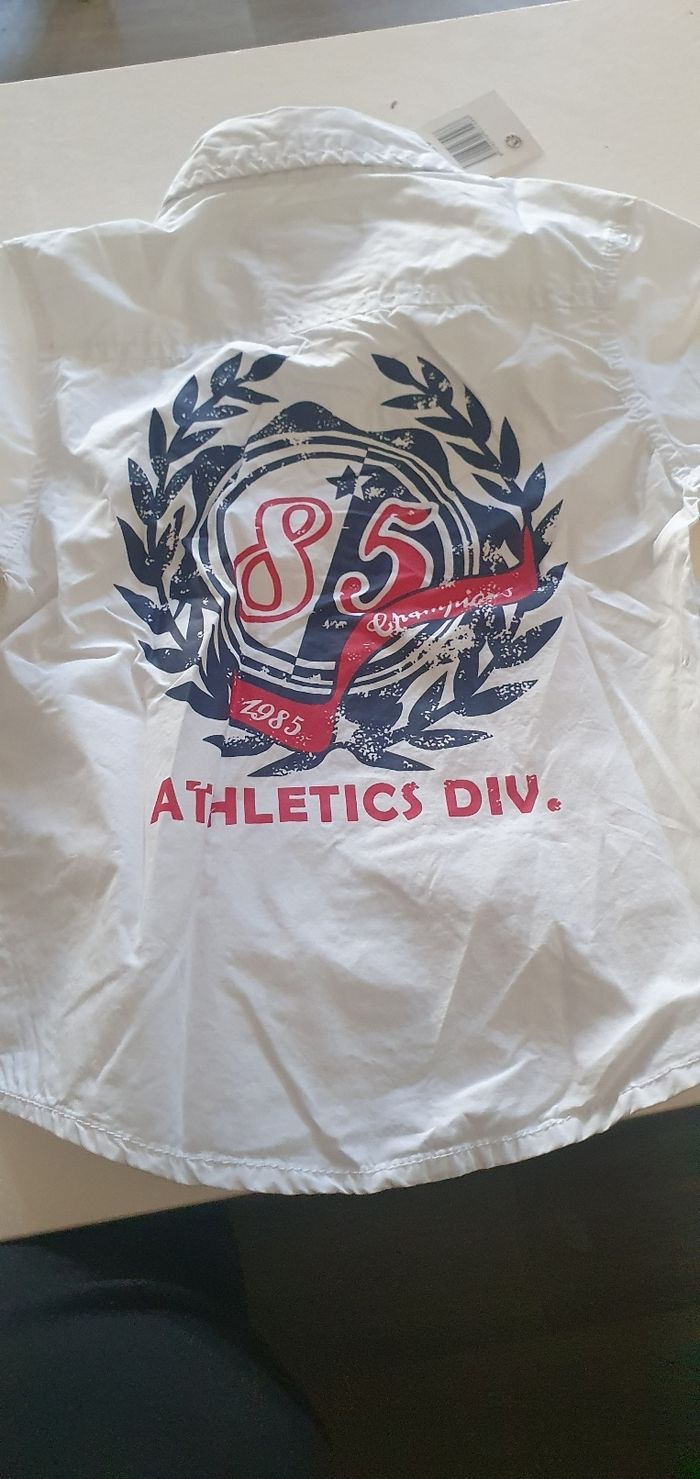 85
Champions
1985
ATHLETICS DIV.